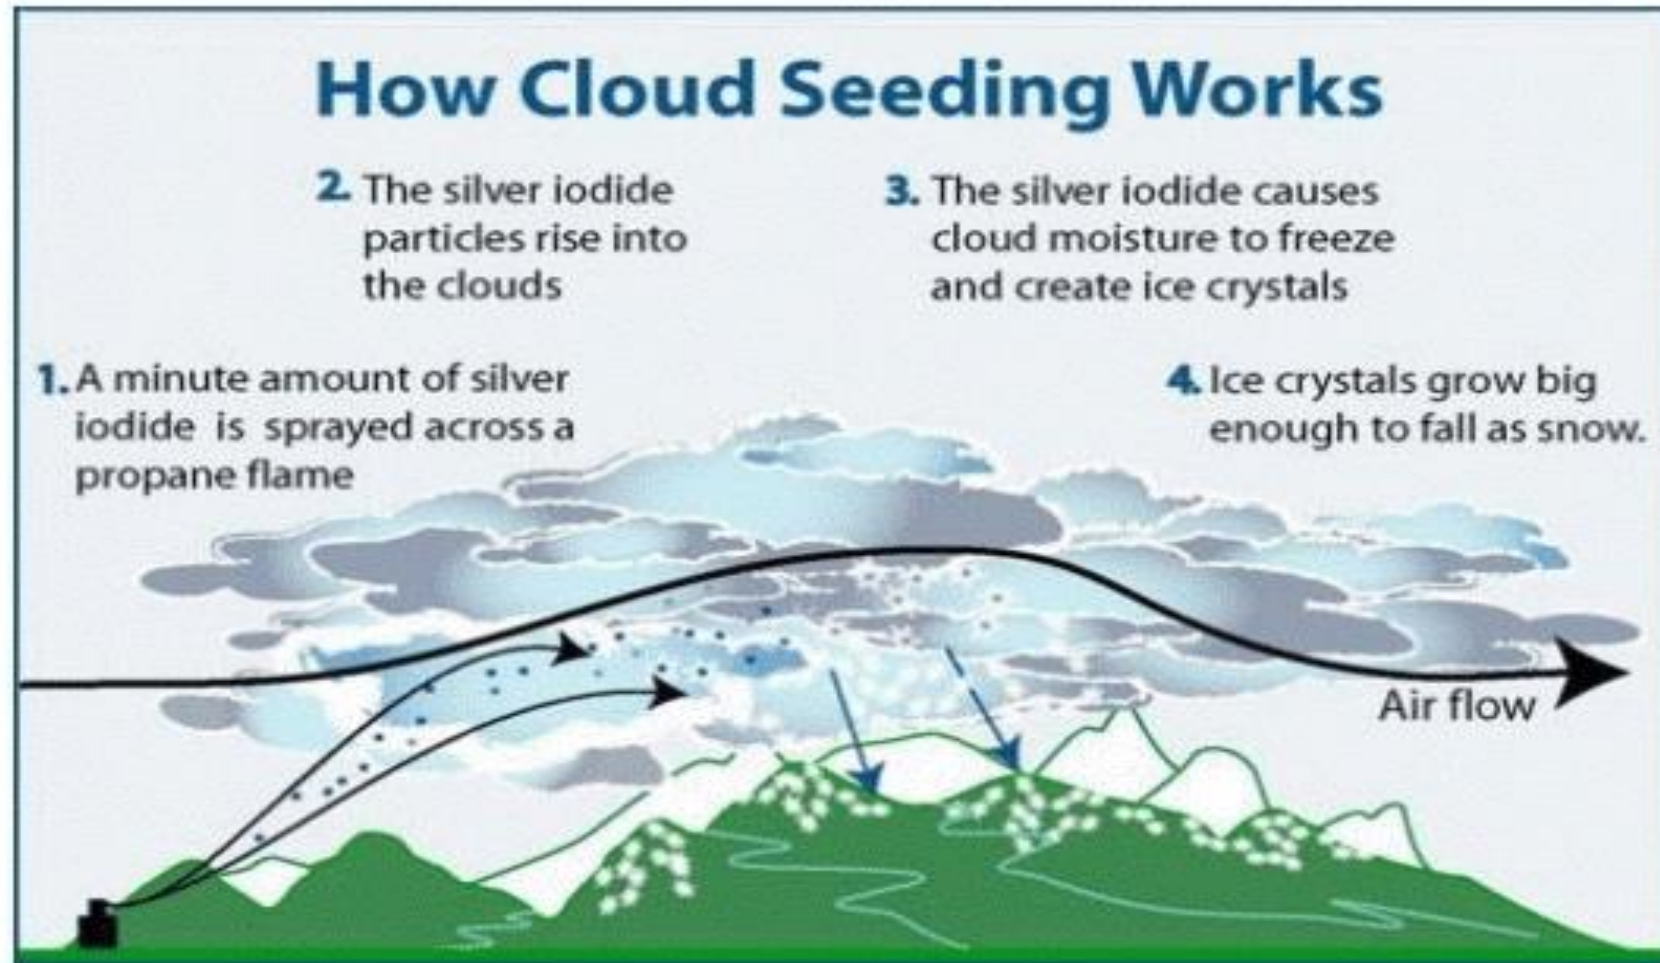 How Cloud Seeding Works
1. A minute amount of silver
iodide is sprayed across a
propane flame
2. The silver iodide
particles rise into
the clouds
3. The silver iodide causes
cloud moisture to freeze
and create ice crystals
4. Ice crystals grow big
enough to fall as snow.
Air flow